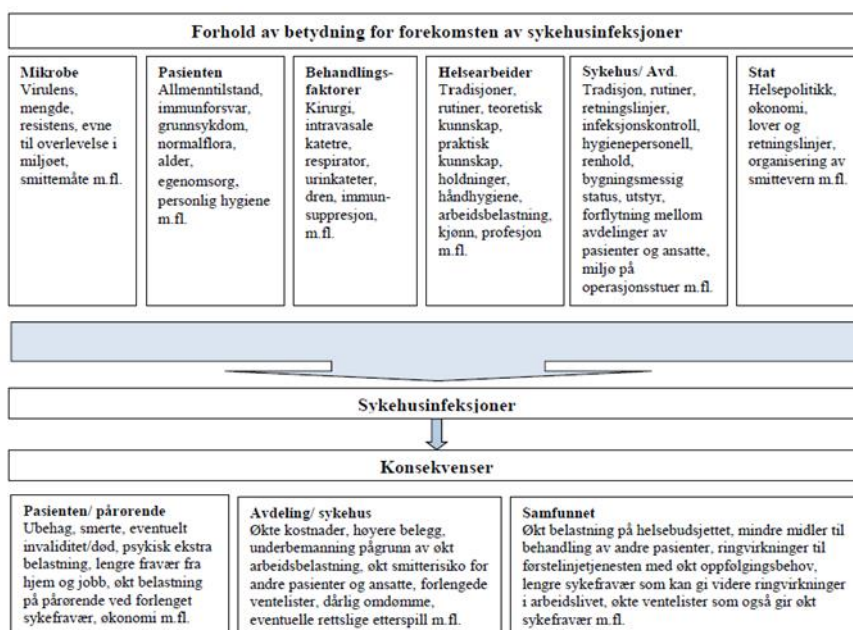 Forhold av betydning for forekomsten av sykehusinfeksjoner
Mikrobe
Virulens,
mengde,
resistens, evne
til overlevelse i
miljøet,
smittemåte m.fl.
Pasienten
Allmenntilstand,
immunforsvar,
grunnsykdom,
normalflora,
alder,
egenomsorg,
personlig hygiene
m.fl.
Behandlings-
faktorer
Kirurgi,
intravasale
katetre,
respirator,
urinkateter,
dren, immun-
suppresjon,
m.fl.
Helsearbeider
Tradisjoner,
rutiner, teoretisk
kunnskap,
praktisk
kunnskap,
holdninger,
håndhygiene,
arbeidsbelastning,
kjønn, profesjon
m.fl.
Sykehus/ Avd.
Tradisjon, rutiner,
retningslinjer,
infeksjonskontroll,
hygienepersonell,
renhold,
bygningsmessig
status, utstyr,
forflytning mellom
avdelinger av
pasienter og ansatte,
miljø på
operasjonsstuer m.fl.
Stat
Helsepolitikk,
økonomi,
lover og
retningslinjer,
organisering av
smittevern m.fl.
Sykehusinfeksjoner
Konsekvenser
Pasienten/ pårørende
Ubehag, smerte, eventuelt
invaliditet/død, psykisk ekstra
belastning, lengre fravær fra
hjem og jobb, økt belastning
på pårørende ved forlenget
sykefravær, økonomi m.fl.
Avdeling/ sykehus
Økte kostnader, høyere belegg,
underbemanning pågrunn av økt
arbeidsbelastning, økt smitterisiko for
andre pasienter og ansatte, forlengede
ventelister, dårlig omdømme,
eventuelle rettslige etterspill m.fl.
Samfunnet
Økt belastning på helsebudsjettet, mindre midler til
behandling av andre pasienter, ringvirkninger til
førstelinjetjenesten med økt oppfølgingsbehov,
lengre sykefravær som kan gi videre ringvirkninger
i arbeidslivet, økte ventelister som også gir økt
sykefravær m.fl.